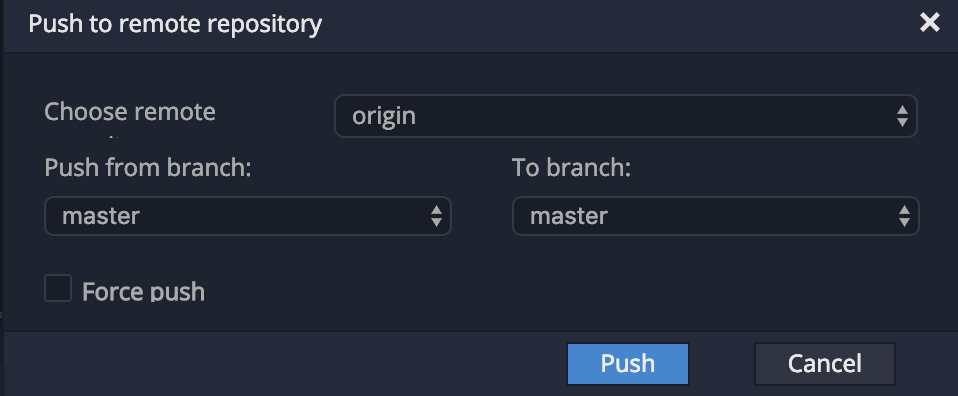 Push to remote repository
Choose remote
origin
Push from branch:
To branch:
master
master
Force push
Push
Cancel